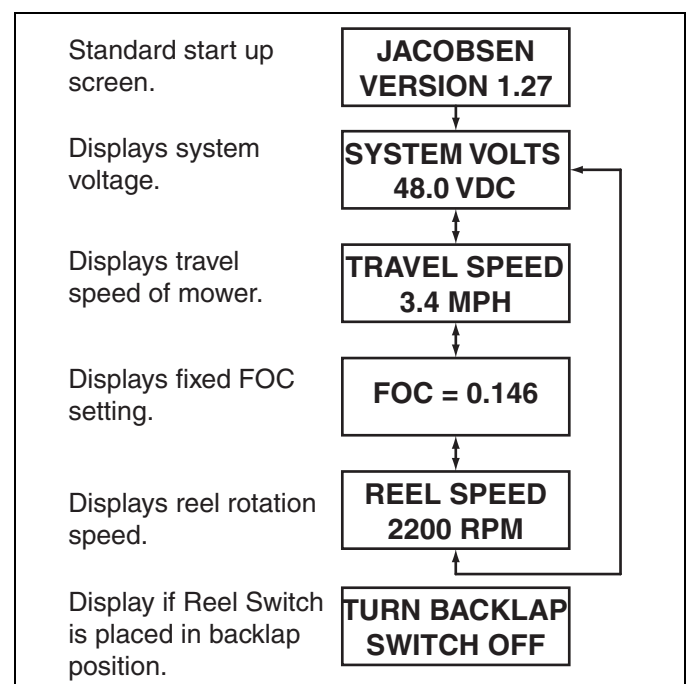 Standard start up
screen.
JACOBSEN
VERSION 1.27
Displays system
voltage.
SYSTEM VOLTS
48.0 VDC
Displays travel
speed of mower.
TRAVEL SPEED
3.4 MPH
Displays fixed FOC
setting.
FOC = 0.146
Displays reel rotation
speed.
REEL SPEED
2200 RPM
Display if Reel Switch
is placed in backlap
position.
TURN BACKLAP
SWITCH OFF